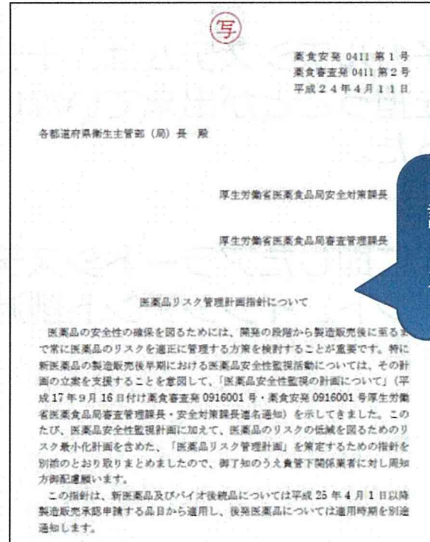 写
薬食安発 0411 第1号
薬食審査発 0411 第2号
平成24年4月11日
各都道府県衛生主管部（局）長 殿
厚生労働省医薬食品局安全対策課長
厚生労働省医薬食品局審査管理課長
医薬品リスク管理計画指針について
医薬品の安全性の確保を図るためには、開発の段階から製造販売後に至るま
で常に医薬品のリスクを適正に管理する方策を検討することが重要です。特に
新医薬品の製造販売後早期における医薬品安全性監視活動については、その計
画の立案を支援することを意図して、「医薬品安全性監視の計画について」（平
成17年9月16日付け薬食審査発 0916001 号・薬食安発 0916001 号厚生労働
省医薬食品局審査管理課長・安全対策課長連名通知）を示してきました。この
たび、医薬品安全性監視計画に加えて、医薬品のリスクの低減を図るためのリ
スク最小化計画を含めた、「医薬品リスク管理計画」を策定するための指針を
別添のとおり取りまとめましたので、御了知のうえ貴管下関係業者に対し周知
方御配慮願います。
この指針は、新医薬品及びバイオ後続品については平成 25 年 4 月 1 日以降
製造販売承認申請する品目から適用し、後発医薬品については適用時期を別途
通知します。